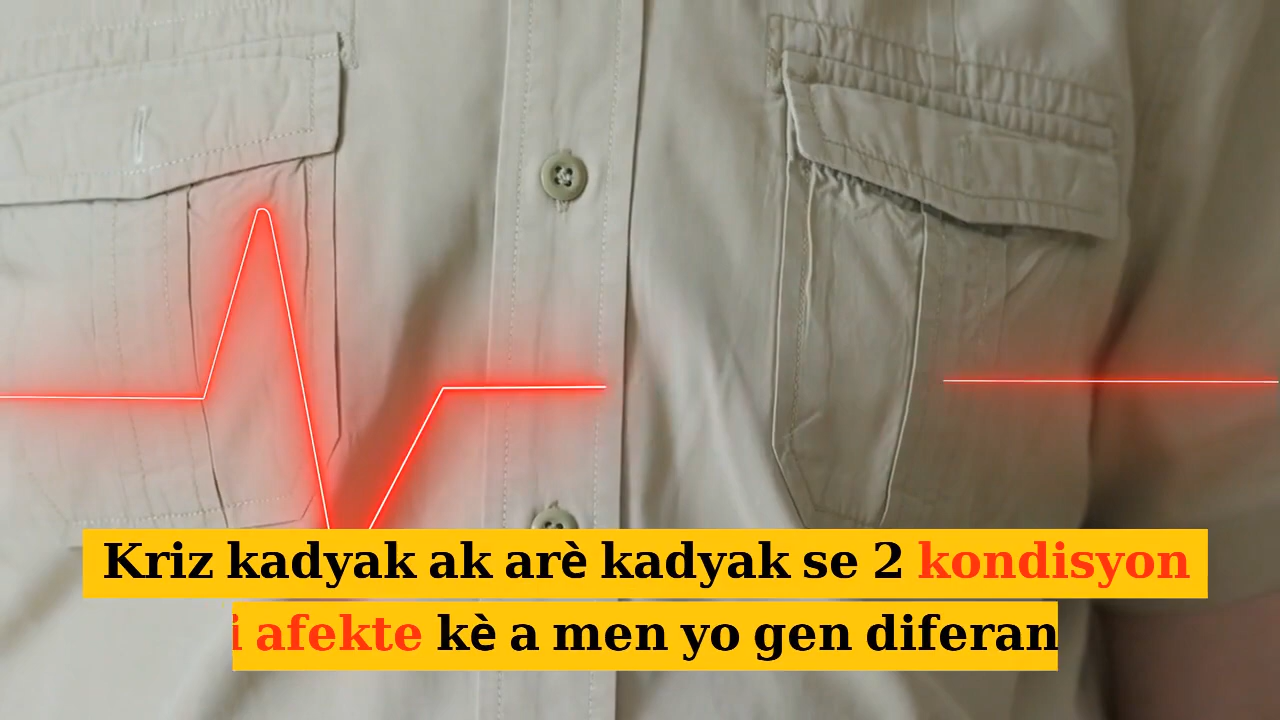 Kriz kadyak ak arè kadyak se 2 kondisyon
i afekte kè a men yo gen diferan